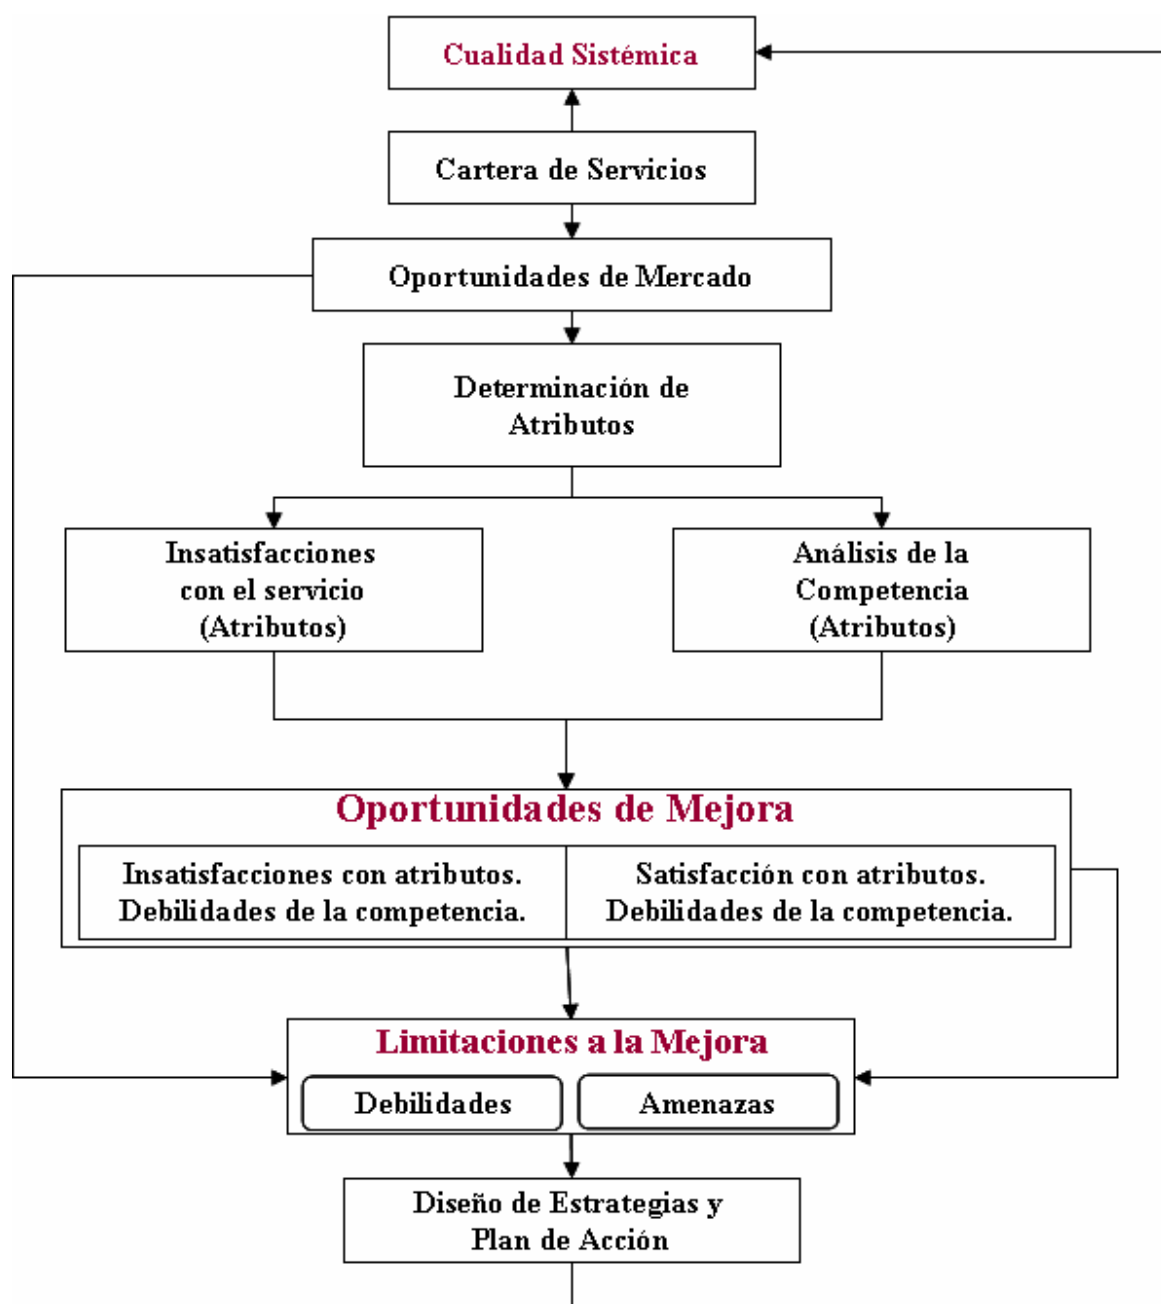 Cualidad Sistémica
Cartera de Servicios
Oportunidades de Mercado
Determinación de
Atributos
Insatisfacciones
con el servicio
(Atributos)
Análisis de la
Competencia
(Atributos)
Oportunidades de Mejora
Insatisfacciones con atributos.
Debilidades de la competencia.
Satisfacción con atributos.
Debilidades de la competencia.
Limitaciones a la Mejora
Debilidades
Amenazas
Diseño de Estrategias y
Plan de Acción